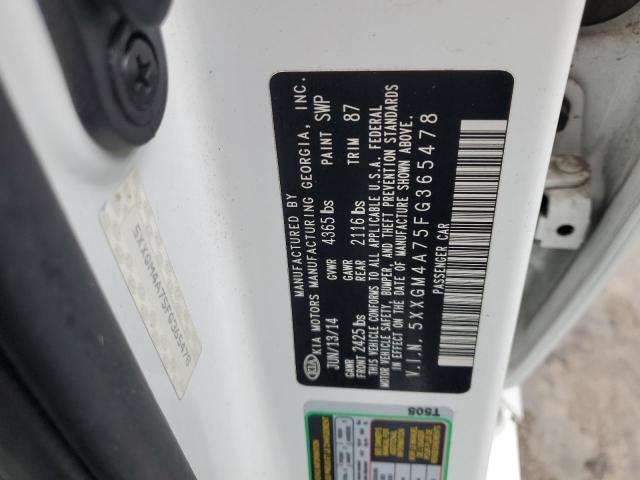 MANUFACTURED BY
KIA KIA MOTORS MANUFACTURING GEORGIA, INC.
JUN/13/14 GVWR 4365 lbs PAINT SWP
GAWR FRONT 2425 lbs GAWR REAR 2116 lbs TRIM 87
THIS VEHICLE CONFORMS TO ALL APPLICABLE U.S.A. FEDERAL
MOTOR VEHICLE SAFETY, BUMPER, AND THEFT PREVENTION STANDARDS
IN EFFECT ON THE DATE OF MANUFACTURE SHOWN ABOVE.
V.I.N. 5XXGM4A75FG365478
PASSENGER CAR
5XXGM4A75FG365478
T505